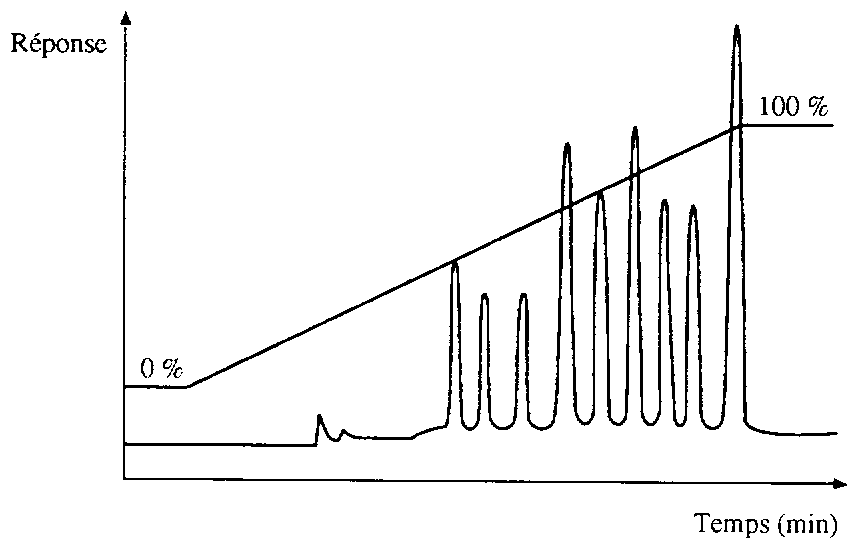 Réponse
100 %
0 %
Temps (min)